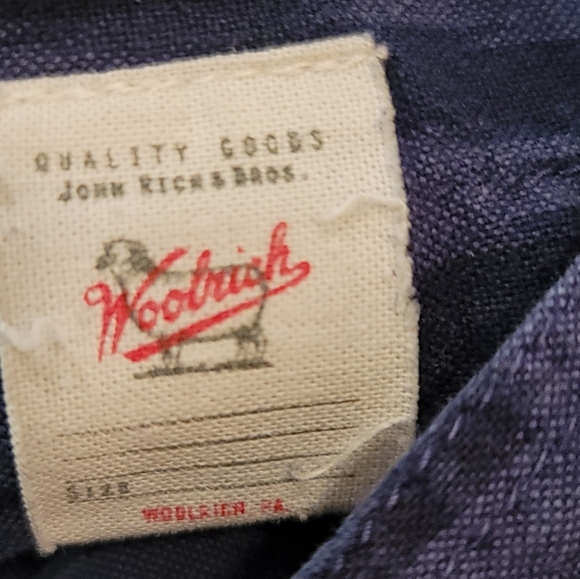 QUALITY GOODS
JOHN RICH & BROS.
Woolrich
SIZE
WOOLRICH PA.